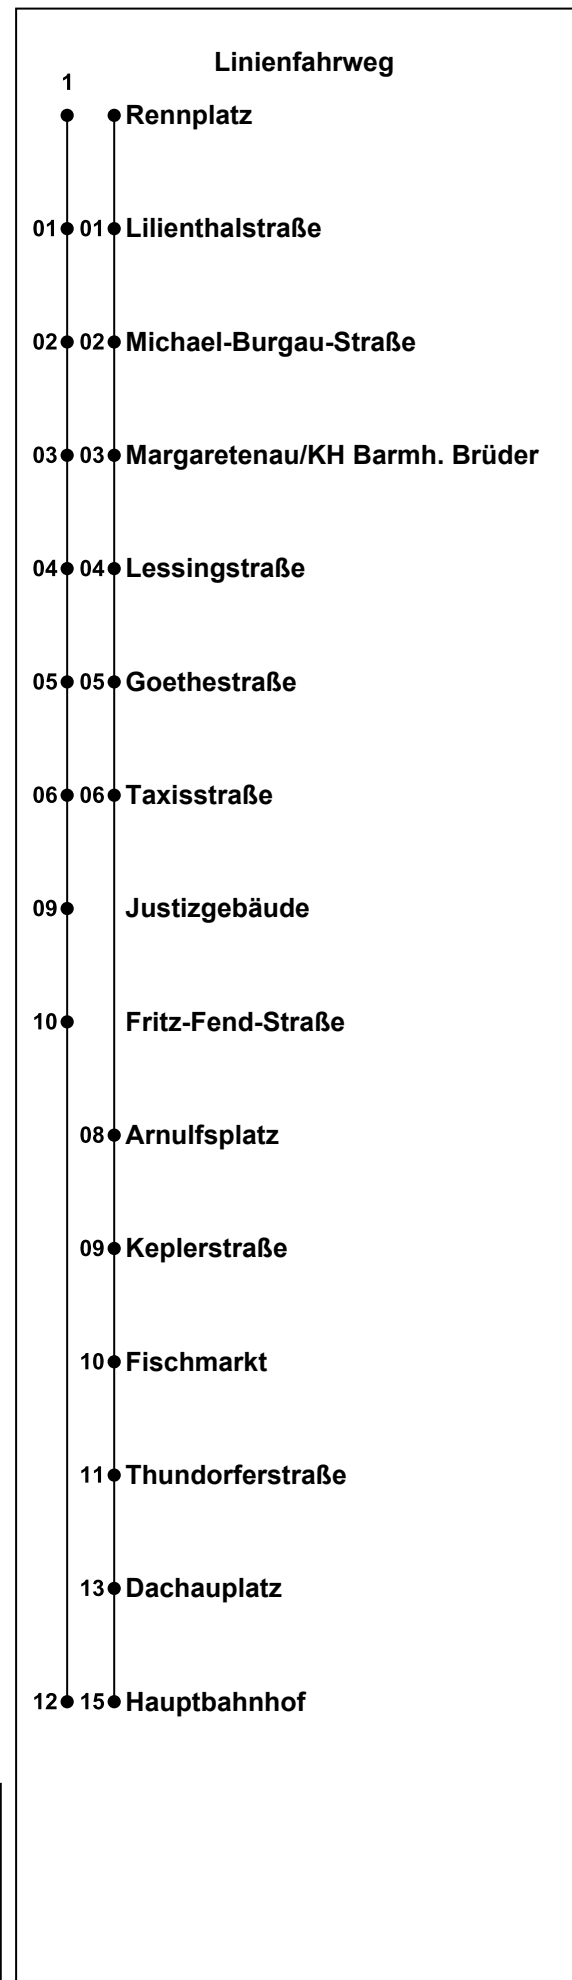 Linienfahrweg
1
Rennplatz
01 01 Lilienthalstraße
02 02 Michael-Burgau-Straße
03 03 Margaretenau/KH Barmh. Brüder
04 04 Lessingstraße
05 05 Goethestraße
06 06 Taxisstraße
09 Justizgebäude
10 Fritz-Fend-Straße
08 Arnulfsplatz
09 Keplerstraße
10 Fischmarkt
11 Thundorferstraße
13 Dachauplatz
12 15 Hauptbahnhof